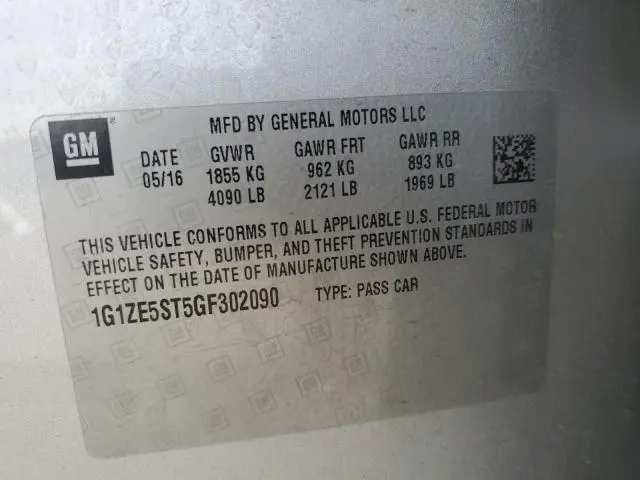 GM
MFD BY GENERAL MOTORS LLC
DATE GVWR GAWR FRT GAWR RR
05/16 1855 KG 962 KG 893 KG
4090 LB 2121 LB 1969 LB
THIS VEHICLE CONFORMS TO ALL APPLICABLE U.S. FEDERAL MOTOR
VEHICLE SAFETY, BUMPER, AND THEFT PREVENTION STANDARDS IN
EFFECT ON THE DATE OF MANUFACTURE SHOWN ABOVE.
1G1ZE5ST5GF302090 TYPE: PASS CAR